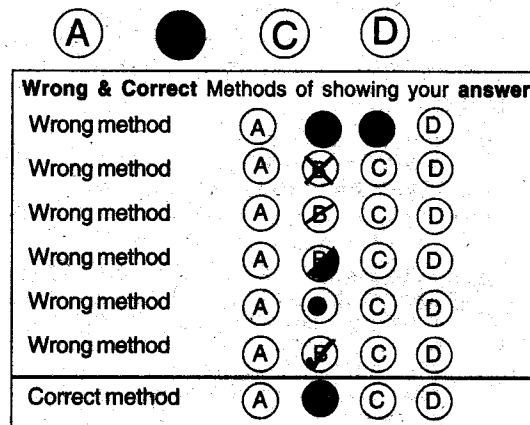 A C D
Wrong & Correct Methods of showing your answer
Wrong method A D
Wrong method A B C D
Wrong method A B C D
Wrong method A B C D
Wrong method A C D
Wrong method A B C D
Correct method A C D